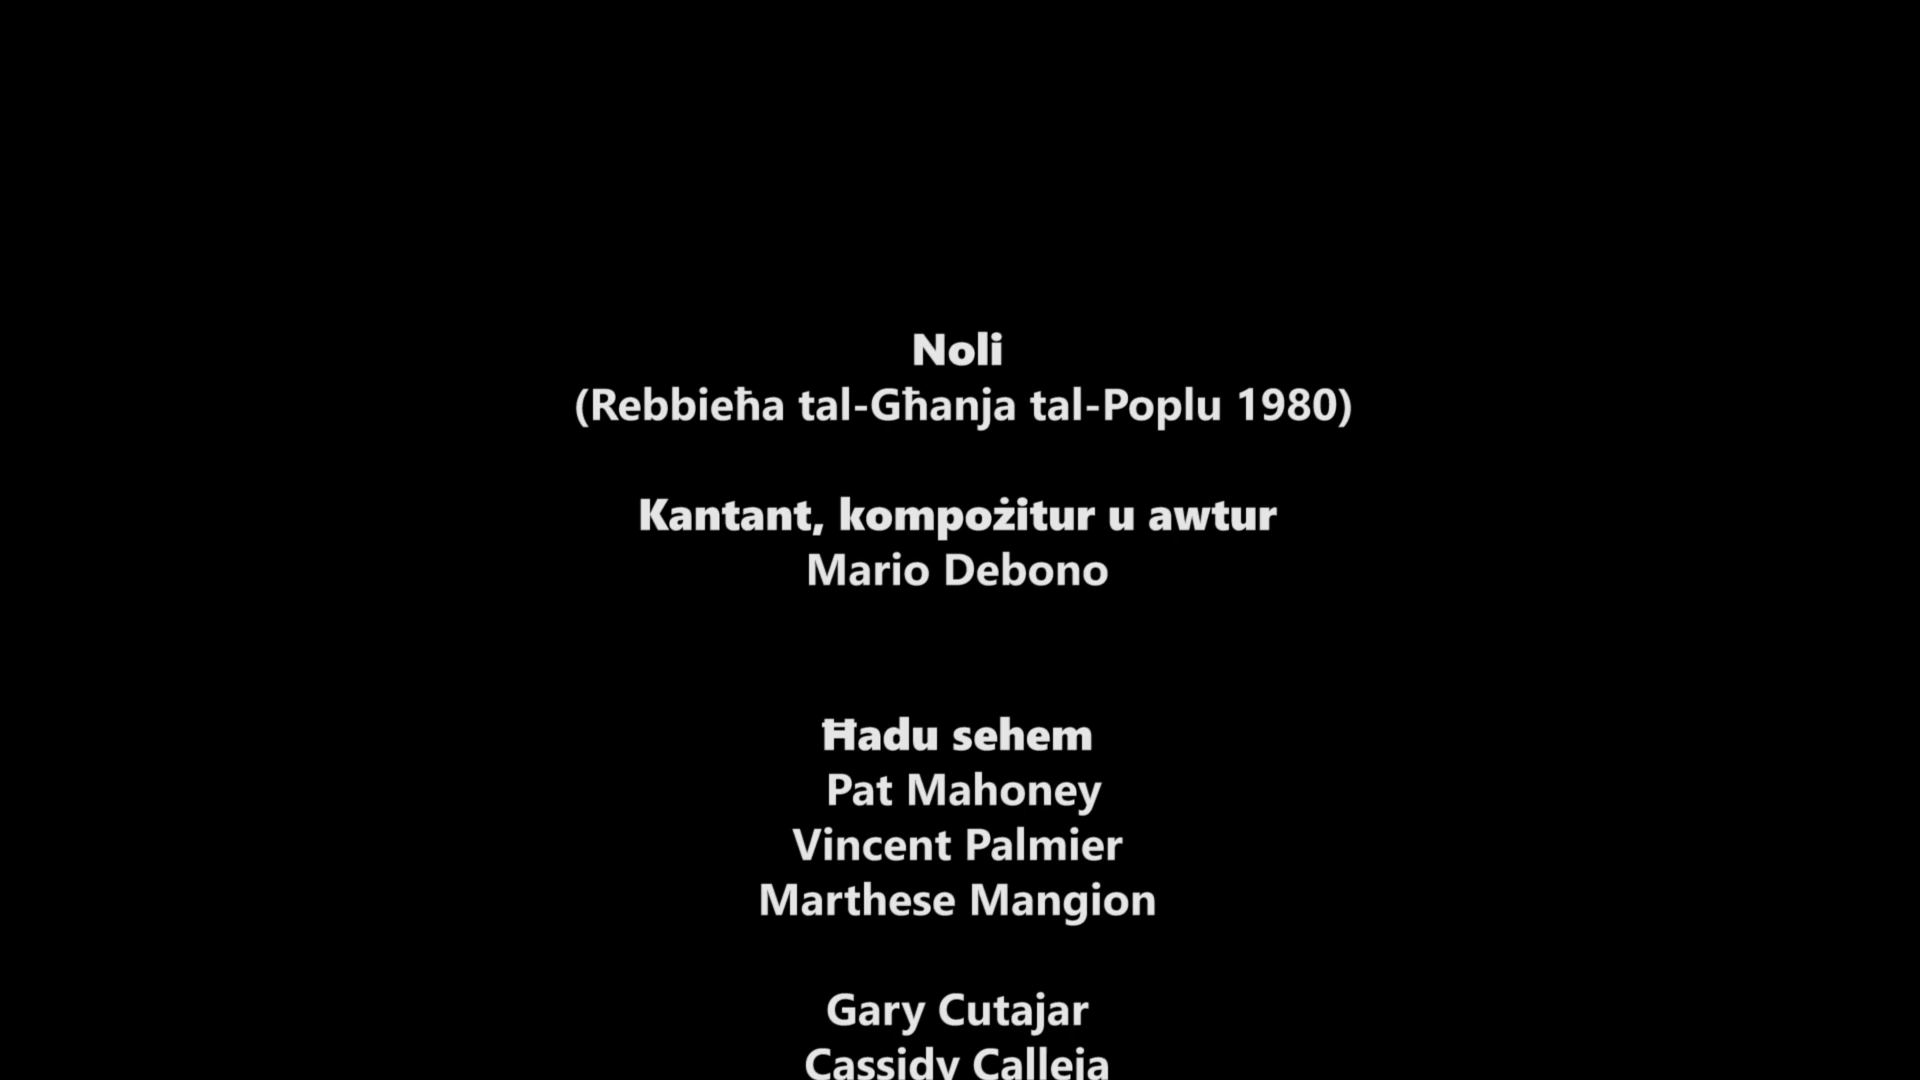 Noli
(Rebbieħa tal-Għanja tal-Poplu 1980)
Kantant, kompożitur u awtur
Mario Debono
Ħadu sehem
Pat Mahoney
Vincent Palmier
Marthese Mangion
Gary Cutajar
Cassidy Calleja